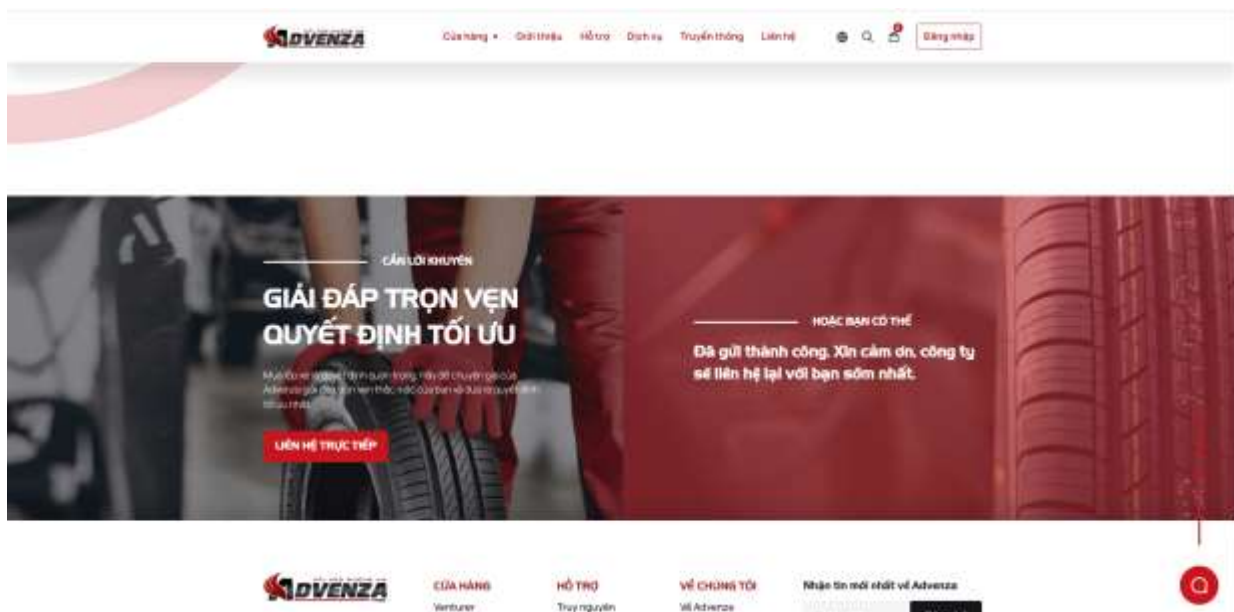 ADVENZA
Cửa hàng Giới thiệu Hỗ trợ Dịch vụ Truyền thông Liên hệ Đăng nhập
CẦN LỜI KHUYÊN
GIẢI ĐÁP TRỌN VẸN
QUYẾT ĐỊNH TỐI ƯU
LIÊN HỆ TRỰC TIẾP
HOẶC BẠN CÓ THỂ
Đã gửi thành công. Xin cảm ơn, công ty
sẽ liên hệ lại với bạn sớm nhất.
ADVENZA
CỬA HÀNG
Venturer
HỖ TRỢ
Truy nguyên
VỀ CHÚNG TÔI
Về Advenza
Nhận tin mới nhất về Advenza